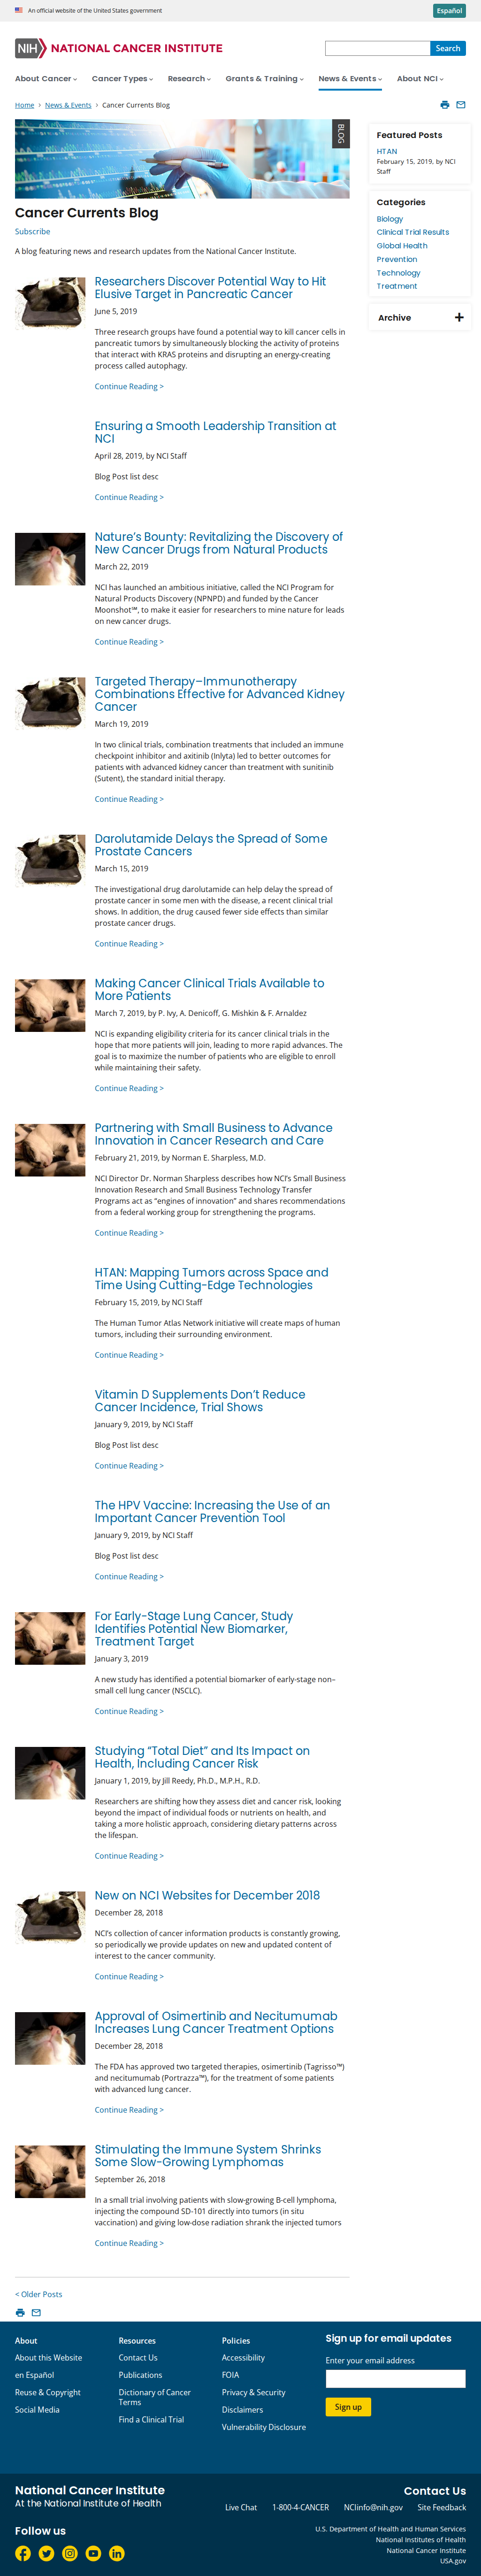 An official website of the United States government
Español
NIH NATIONAL CANCER INSTITUTE
Search
About Cancer
Cancer Types
Research
Grants & Training
News & Events
About NCI
Home > News & Events > Cancer Currents Blog
BLOG
Cancer Currents Blog
Subscribe
A blog featuring news and research updates from the National Cancer Institute.
Researchers Discover Potential Way to Hit
Elusive Target in Pancreatic Cancer
June 5, 2019
Three research groups have found a potential way to kill cancer cells in
pancreatic tumors by simultaneously blocking the activity of proteins
that interact with KRAS proteins and disrupting an energy-creating
process called autophagy.
Continue Reading >
Ensuring a Smooth Leadership Transition at
NCI
April 28, 2019, by NCI Staff
Blog Post list desc
Continue Reading >
Nature’s Bounty: Revitalizing the Discovery of
New Cancer Drugs from Natural Products
March 22, 2019
NCI has launched an ambitious initiative, called the NCI Program for
Natural Products Discovery (NPNPD) and funded by the Cancer
Moonshot℠, to make it easier for researchers to mine nature for leads
on new cancer drugs.
Continue Reading >
Targeted Therapy–Immunotherapy
Combinations Effective for Advanced Kidney
Cancer
March 19, 2019
In two clinical trials, combination treatments that included an immune
checkpoint inhibitor and axitinib (Inlyta) led to better outcomes for
patients with advanced kidney cancer than treatment with sunitinib
(Sutent), the standard initial therapy.
Continue Reading >
Darolutamide Delays the Spread of Some
Prostate Cancers
March 15, 2019
The investigational drug darolutamide can help delay the spread of
prostate cancer in some men with the disease, a recent clinical trial
shows. In addition, the drug caused fewer side effects than similar
prostate cancer drugs.
Continue Reading >
Making Cancer Clinical Trials Available to
More Patients
March 7, 2019, by P. Ivy, A. Denicoff, G. Mishkin & F. Arnaldez
NCI is expanding eligibility criteria for its cancer clinical trials in the
hope that more patients will join, leading to more rapid advances. The
goal is to maximize the number of patients who are eligible to enroll
while maintaining their safety.
Continue Reading >
Partnering with Small Business to Advance
Innovation in Cancer Research and Care
February 21, 2019, by Norman E. Sharpless, M.D.
NCI Director Dr. Norman Sharpless describes how NCI’s Small Business
Innovation Research and Small Business Technology Transfer
Programs act as “engines of innovation” and shares recommendations
from a federal working group for strengthening the programs.
Continue Reading >
HTAN: Mapping Tumors across Space and
Time Using Cutting-Edge Technologies
February 15, 2019, by NCI Staff
The Human Tumor Atlas Network initiative will create maps of human
tumors, including their surrounding environment.
Continue Reading >
Vitamin D Supplements Don’t Reduce
Cancer Incidence, Trial Shows
January 9, 2019, by NCI Staff
Blog Post list desc
Continue Reading >
The HPV Vaccine: Increasing the Use of an
Important Cancer Prevention Tool
January 9, 2019, by NCI Staff
Blog Post list desc
Continue Reading >
For Early-Stage Lung Cancer, Study
Identifies Potential New Biomarker,
Treatment Target
January 3, 2019
A new study has identified a potential biomarker of early-stage non–
small cell lung cancer (NSCLC).
Continue Reading >
Studying “Total Diet” and Its Impact on
Health, Including Cancer Risk
January 1, 2019, by Jill Reedy, Ph.D., M.P.H., R.D.
Researchers are shifting how they assess diet and cancer risk, looking
beyond the impact of individual foods or nutrients on health, and
taking a more holistic approach, considering dietary patterns across
the lifespan.
Continue Reading >
New on NCI Websites for December 2018
December 28, 2018
NCI’s collection of cancer information products is constantly growing,
so periodically we provide updates on new and updated content of
interest to the cancer community.
Continue Reading >
Approval of Osimertinib and Necitumumab
Increases Lung Cancer Treatment Options
December 28, 2018
The FDA has approved two targeted therapies, osimertinib (Tagrisso™)
and necitumumab (Portrazza™), for the treatment of some patients
with advanced lung cancer.
Continue Reading >
Stimulating the Immune System Shrinks
Some Slow-Growing Lymphomas
September 26, 2018
In a small trial involving patients with slow-growing B-cell lymphoma,
injecting the compound SD-101 directly into tumors (in situ
vaccination) and giving low-dose radiation shrank the injected tumors
Continue Reading >
< Older Posts
Featured Posts
HTAN
February 15, 2019, by NCI
Staff
Categories
Biology
Clinical Trial Results
Global Health
Prevention
Technology
Treatment
Archive
About
About this Website
en Español
Reuse & Copyright
Social Media
Resources
Contact Us
Publications
Dictionary of Cancer
Terms
Find a Clinical Trial
Policies
Accessibility
FOIA
Privacy & Security
Disclaimers
Vulnerability Disclosure
Sign up for email updates
Enter your email address
Sign up
National Cancer Institute
At the National Institute of Health
Contact Us
Live Chat
1-800-4-CANCER
NCIinfo@nih.gov
Site Feedback
Follow us
U.S. Department of Health and Human Services
National Institutes of Health
National Cancer Institute
USA.gov